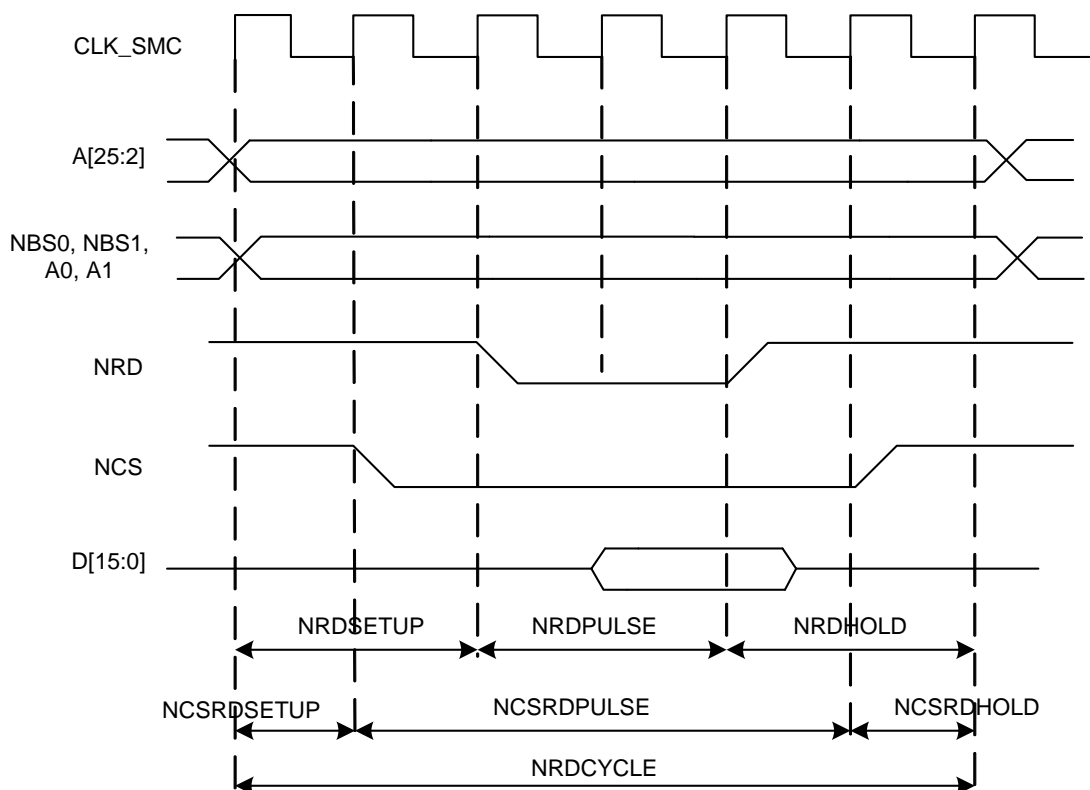 CLK_SMC
A[25:2]
NBS0, NBS1,
A0, A1
NRD
NCS
D[15:0]
NRDSETUP NRDPULSE NRDHOLD
NCSRDSETUP NCSRDPULSE NCSRDHOLD
NRDCYCLE